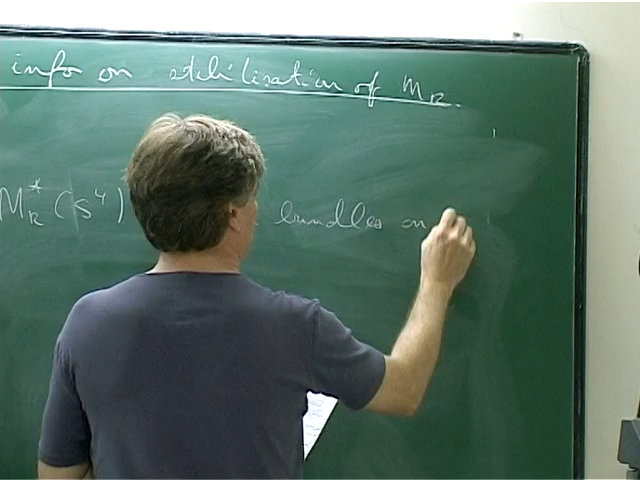 info on stabilisation of M_k.
M_k^*(S^4) bundles on